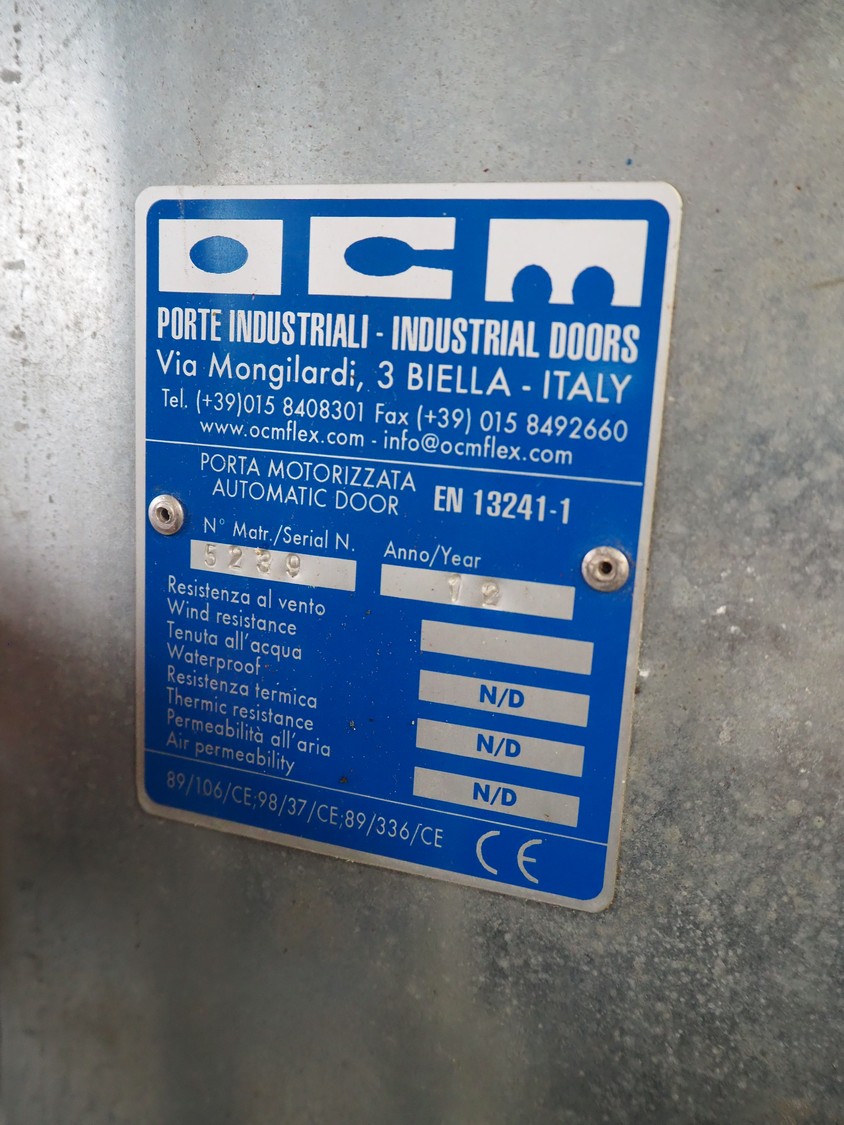 OCM
PORTE INDUSTRIALI - INDUSTRIAL DOORS
Via Mongilardi, 3 BIELLA - ITALY
Tel. (+39)015 8408301 Fax (+39) 015 8492660
www.ocmflex.com - info@ocmflex.com
PORTA MOTORIZZATA
AUTOMATIC DOOR EN 13241-1
N° Matr./Serial N. Anno/Year
5239 12
Resistenza al vento
Wind resistance
Tenuta all'acqua
Waterproof N/D
Resistenza termica
Thermic resistance N/D
Permeabilità all'aria
Air permeability N/D
89/106/CE;98/37/CE;89/336/CE CE